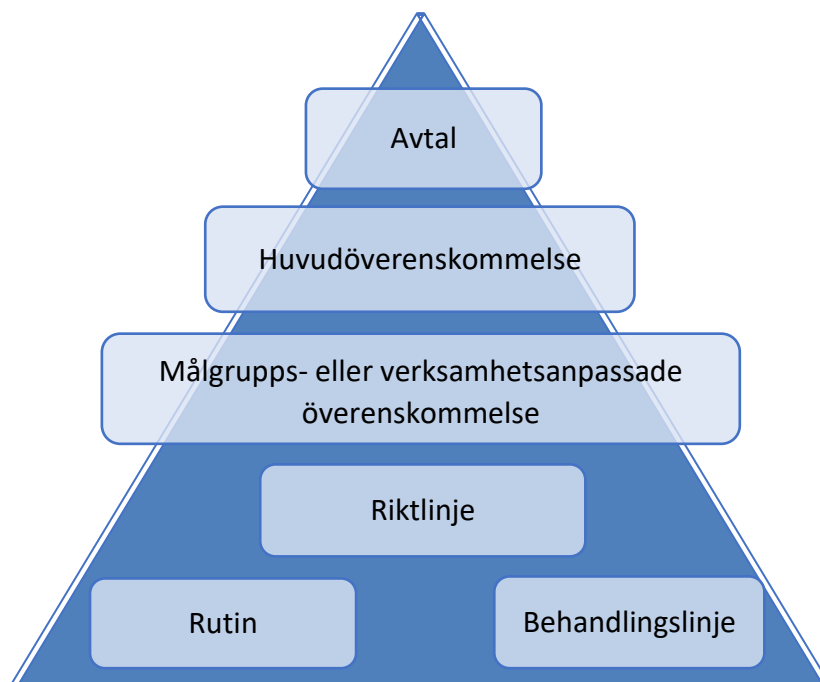 Avtal
Huvudöverenskommelse
Målgrupps- eller verksamhetsanpassade
överenskommelse
Riktlinje
Rutin
Behandlingslinje